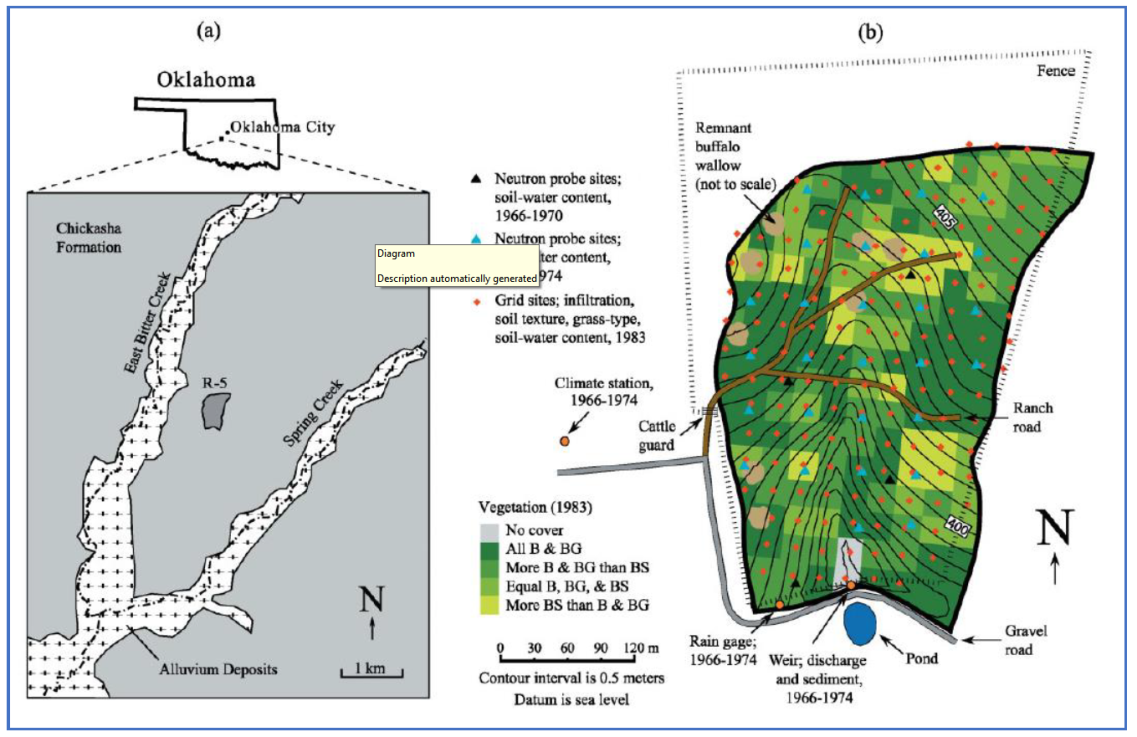 (a)
Oklahoma
Oklahoma City
Chickasha
Formation
East Bitter Creek
R-5
Spring Creek
N
Alluvium Deposits
1 km
Neutron probe sites;
soil-water content,
1966-1970
Neutron probe sites;
water content,
974
Diagram
Description automatically generated
Grid sites; infiltration,
soil texture, grass-type,
soil-water content, 1983
Climate station,
1966-1974
Vegetation (1983)
No cover
All B & BG
More B & BG than BS
Equal B, BG, & BS
More BS than B & BG
0 30 60 90 120 m
Contour interval is 0.5 meters
Datum is sea level
(b)
Fence
Remnant
buffalo
wallow
(not to scale)
405
Cattle
guard
Ranch
road
400
N
Rain gage;
1966-1974
Weir; discharge
and sediment,
1966-1974
Pond
Gravel
road